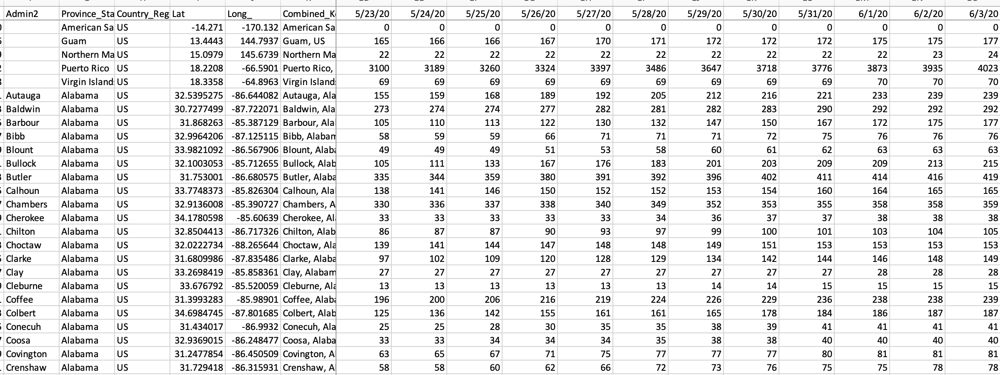 Admin2 Province_Sta Country_Reg Lat Long_ Combined_K 5/23/20 5/24/20 5/25/20 5/26/20 5/27/20 5/28/20 5/29/20 5/30/20 5/31/20 6/1/20 6/2/20 6/3/20
American Sa US -14.271 -170.132 American Sa 0 0 0 0 0 0 0 0 0 0 0 0
Guam US 13.4443 144.7937 Guam, US 165 166 166 167 170 171 172 172 172 175 175 177
Northern Ma US 15.0979 145.6739 Northern Ma 22 22 22 22 22 22 22 22 22 22 23 24
Puerto Rico US 18.2208 -66.5901 Puerto Rico, 3100 3189 3260 3324 3397 3486 3647 3718 3776 3873 3935 4023
Virgin Island US 18.3358 -64.8963 Virgin Island 69 69 69 69 69 69 69 69 69 70 70 70
Autauga Alabama US 32.5395275 -86.644082 Autauga, Ala 155 159 168 189 192 205 212 216 221 233 239 239
Baldwin Alabama US 30.7277499 -87.722071 Baldwin, Ala 273 274 274 277 282 281 282 283 290 292 292 292
Barbour Alabama US 31.868263 -85.387129 Barbour, Ala 105 110 113 122 130 132 147 150 167 172 175 177
Bibb Alabama US 32.9964206 -87.125115 Bibb, Alabam 58 59 59 66 71 71 71 72 75 76 76 76
Blount Alabama US 33.9821092 -86.567906 Blount, Alaba 49 49 49 51 53 58 60 61 62 63 63 63
Bullock Alabama US 32.1003053 -85.712655 Bullock, Alab 105 111 133 167 176 183 201 203 209 209 213 215
Butler Alabama US 31.753001 -86.680575 Butler, Alaba 335 344 359 380 391 392 396 402 411 414 416 419
Calhoun Alabama US 33.7748373 -85.826304 Calhoun, Ala 138 141 146 150 152 152 153 154 160 164 165 165
Chambers Alabama US 32.9136008 -85.390727 Chambers, A 330 336 337 338 340 349 352 353 355 358 358 359
Cherokee Alabama US 34.1780598 -85.60639 Cherokee, Al 33 33 33 33 33 34 36 37 37 38 38 38
Chilton Alabama US 32.8504413 -86.717326 Chilton, Alab 86 87 87 90 93 97 99 100 101 103 104 105
Choctaw Alabama US 32.0222734 -88.265644 Choctaw, Ala 139 141 144 147 148 148 149 151 153 153 153 153
Clarke Alabama US 31.6809986 -87.835486 Clarke, Alaba 97 102 109 120 128 129 134 142 144 146 148 149
Clay Alabama US 33.2698419 -85.858361 Clay, Alabam 27 27 27 27 27 27 27 27 27 28 28 28
Cleburne Alabama US 33.676792 -85.520059 Cleburne, Ala 13 13 13 13 13 13 14 14 15 15 15 15
Coffee Alabama US 31.3993283 -85.98901 Coffee, Alaba 196 200 206 216 219 224 226 229 236 238 238 239
Colbert Alabama US 34.6984745 -87.801685 Colbert, Alab 125 136 142 155 161 161 165 178 184 186 187 187
Conecuh Alabama US 31.434017 -86.9932 Conecuh, Ala 25 25 28 30 35 35 38 39 41 41 41 41
Coosa Alabama US 32.9369015 -86.248477 Coosa, Alaba 33 33 34 34 34 35 38 38 40 40 40 40
Covington Alabama US 31.2477854 -86.450509 Covington, A 63 65 67 71 75 77 77 77 80 81 81 81
Crenshaw Alabama US 31.729418 -86.315931 Crenshaw, A 58 58 60 62 66 72 73 76 75 75 78 78